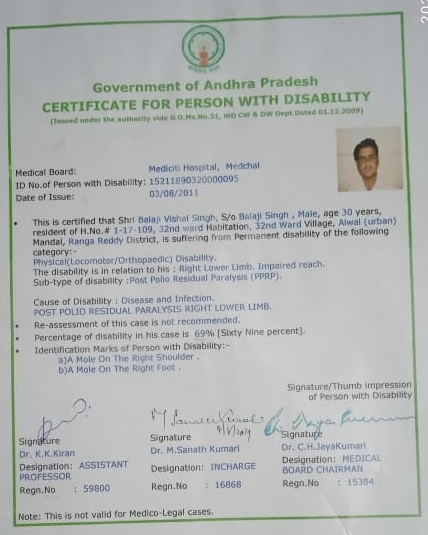 Government of Andhra Pradesh
CERTIFICATE FOR PERSON WITH DISABILITY
(Issued under the authority vide G.O.Ms.No.31, WD CW & DW Dept.Dated 01.12.2009)
Medical Board: Mediciti Hospital, Medchal
ID No.of Person with Disability: 15211890320000095
Date of Issue: 03/08/2011
• This is certified that Shri Balaji Vishal Singh, S/o Balaji Singh , Male, age 30 years,
resident of H.No.# 1-17-109, 32nd ward Habitation, 32nd Ward Village, Alwal (urban)
Mandal, Ranga Reddy District, is suffering from Permanent disability of the following
category:-
Physical(Locomotor/Orthopaedic) Disability.
The disability is in relation to his : Right Lower Limb. Impaired reach.
Sub-type of disability :Post Polio Residual Paralysis (PPRP).
Cause of Disability : Disease and Infection.
POST POLIO RESIDUAL PARALYSIS RIGHT LOWER LIMB.
• Re-assessment of this case is not recommended.
• Percentage of disability in his case is 69% [Sixty Nine percent].
• Identification Marks of Person with Disability:-
a)A Mole On The Right Shoulder .
b)A Mole On The Right Foot .
Signature/Thumb impression
of Person with Disability
Signature Signature Signature
Dr. K.K.Kiran Dr. M.Sanath Kumari Dr. C.H.JayaKumari
Designation: ASSISTANT PROFESSOR Designation: INCHARGE Designation: MEDICAL BOARD CHAIRMAN
Regn.No : 59800 Regn.No : 16868 Regn.No : 15384
Note: This is not valid for Medico-Legal cases.